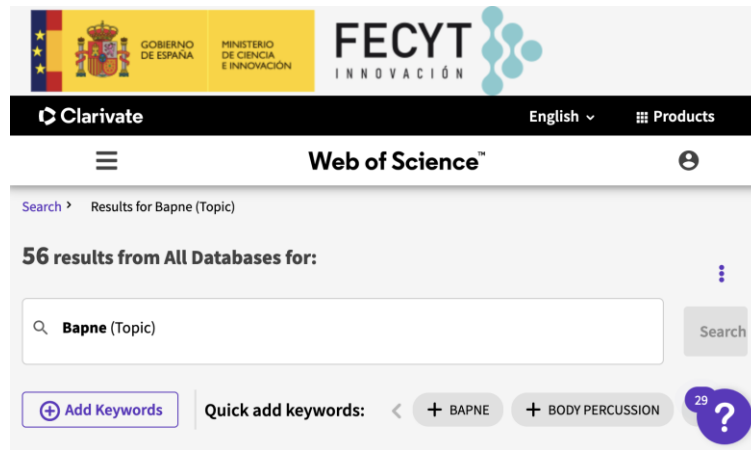 GOBIERNO
DE ESPAÑA
MINISTERIO
DE CIENCIA
E INNOVACIÓN
FECYT
INNOVACIÓN
Clarivate
English
Products
Web of Science™
Search > Results for Bapne (Topic)
56 results from All Databases for:
Bapne (Topic)
Search
Add Keywords
Quick add keywords:
+ BAPNE
+ BODY PERCUSSION
29
?